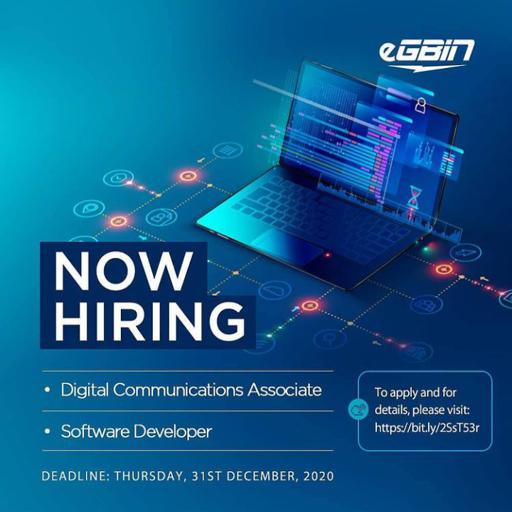 eGBIN
NOW
HIRING
• Digital Communications Associate
• Software Developer
To apply and for
details, please visit:
https://bit.ly/2SsT53r
DEADLINE: THURSDAY, 31ST DECEMBER, 2020